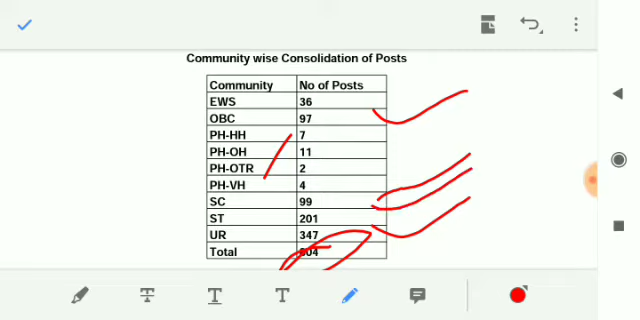 Community wise Consolidation of Posts
Community No of Posts
EWS 36
OBC 97
PH-HH 7
PH-OH 11
PH-OTR 2
PH-VH 4
SC 99
ST 201
UR 347
Total 804